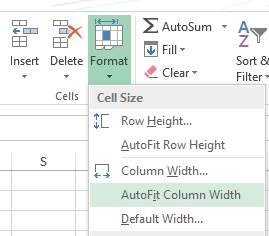 Insert Delete Format
Cells
AutoSum
Fill
Clear
Sort &
Filter
Cell Size
Row Height...
AutoFit Row Height
Column Width...
AutoFit Column Width
Default Width...
S
A
Z